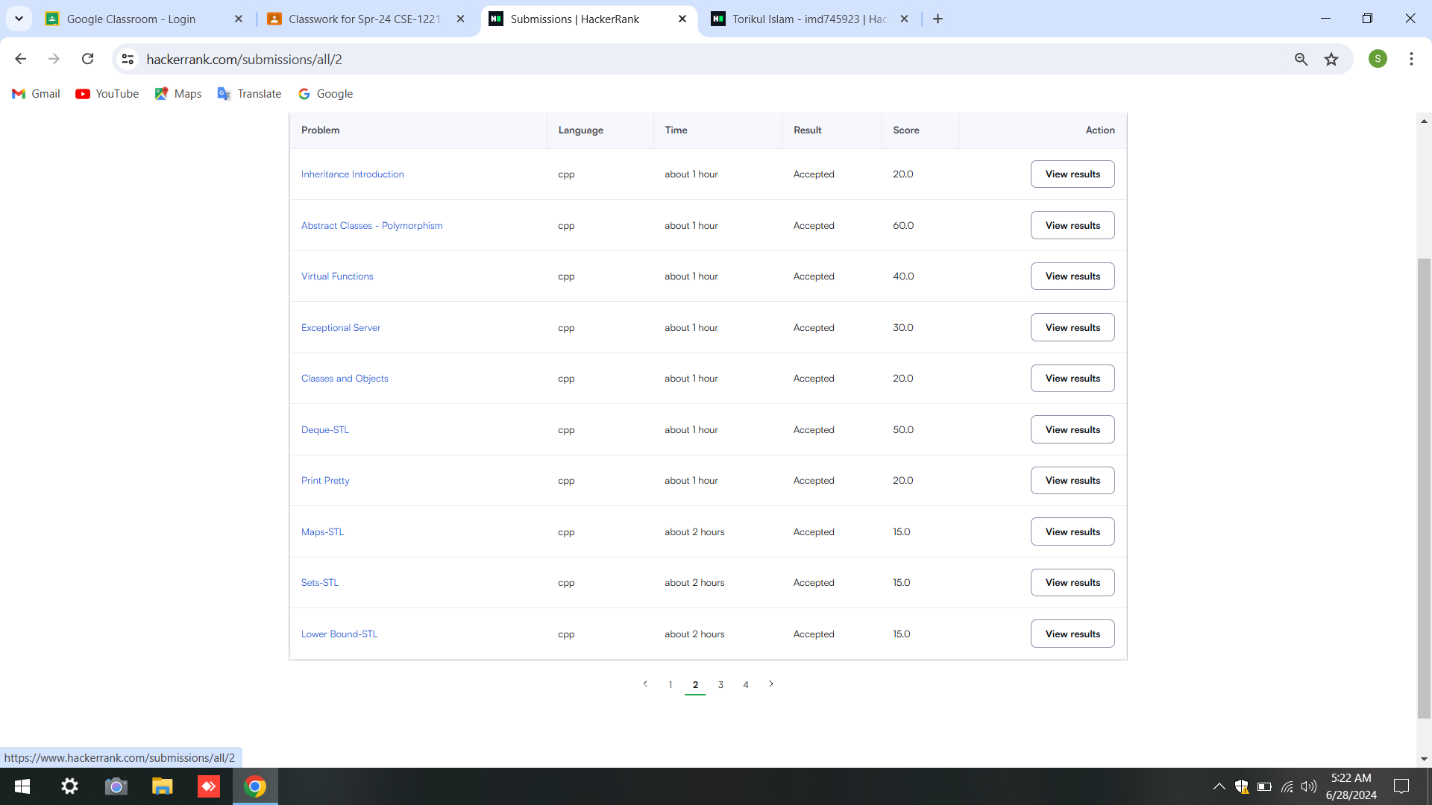 Google Classroom - Login
Classwork for Spr-24 CSE-1221
Submissions | HackerRank
Torikul Islam - imd745923 | Hac
hackerrank.com/submissions/all/2
S
Gmail YouTube Maps Translate Google
Problem Language Time Result Score Action
Inheritance Introduction cpp about 1 hour Accepted 20.0 View results
Abstract Classes - Polymorphism cpp about 1 hour Accepted 60.0 View results
Virtual Functions cpp about 1 hour Accepted 40.0 View results
Exceptional Server cpp about 1 hour Accepted 30.0 View results
Classes and Objects cpp about 1 hour Accepted 20.0 View results
Deque-STL cpp about 1 hour Accepted 50.0 View results
Print Pretty cpp about 1 hour Accepted 20.0 View results
Maps-STL cpp about 2 hours Accepted 15.0 View results
Sets-STL cpp about 2 hours Accepted 15.0 View results
Lower Bound-STL cpp about 2 hours Accepted 15.0 View results
1 2 3 4
https://www.hackerrank.com/submissions/all/2
5:22 AM
6/28/2024